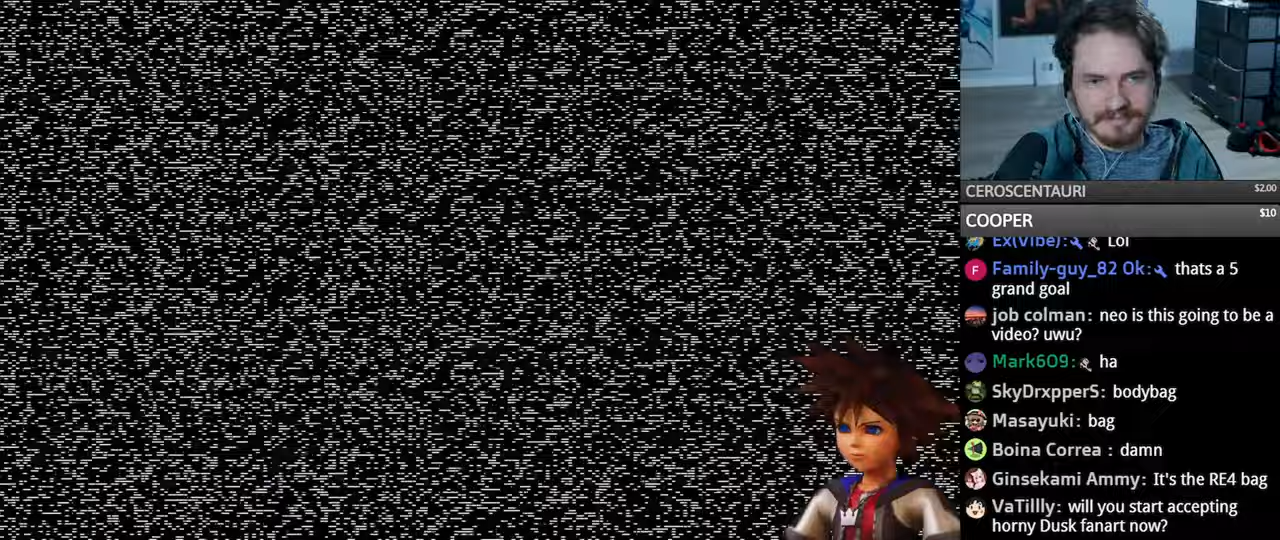 CEROSCENTAURI $2.00
COOPER $10
Ex(Vibe): Lol
Family-guy_82 Ok: thats a 5
grand goal
job colman: neo is this going to be a
video? uwu?
Mark609: ha
SkyDrxpperS: bodybag
Masayuki: bag
Boina Correa : damn
Ginsekami Ammy: It's the RE4 bag
VaTillly: will you start accepting
horny Dusk fanart now?